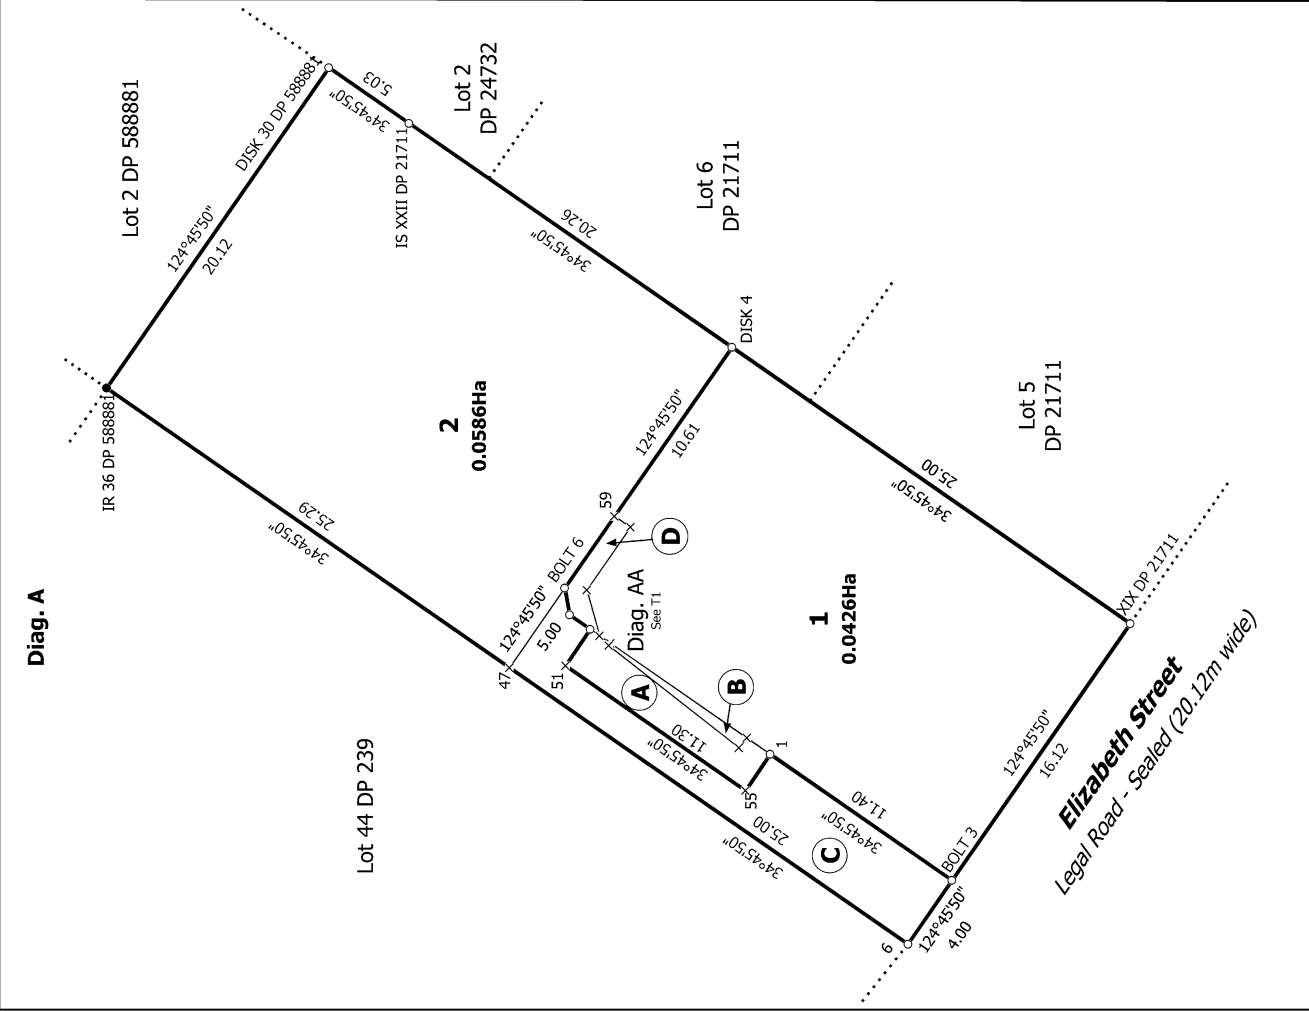 Diag. A
Lot 2 DP 588881
DISK 30 DP 588881
5.03
34°45'50"
Lot 2
DP 24732
IS XXII DP 21711
124°45'50"
20.12
Lot 6
DP 21711
20.26
34°45'50"
IR 36 DP 588881
2
0.0586Ha
DISK 4
25.29
34°45'50"
124°45'50"
10.61
59
BOLT 6
D
Lot 5
DP 21711
25.00
34°45'50"
124°45'50"
5.00
47
51
Diag. AA
See T1
A
B
1
0.0426Ha
XIX DP 21711
Lot 44 DP 239
11.30
34°45'50"
1
55
25.00
34°45'50"
11.40
34°45'50"
C
124°45'50"
16.12
BOLT 3
6
124°45'50"
4.00
Elizabeth Street
Legal Road - Sealed (20.12m wide)